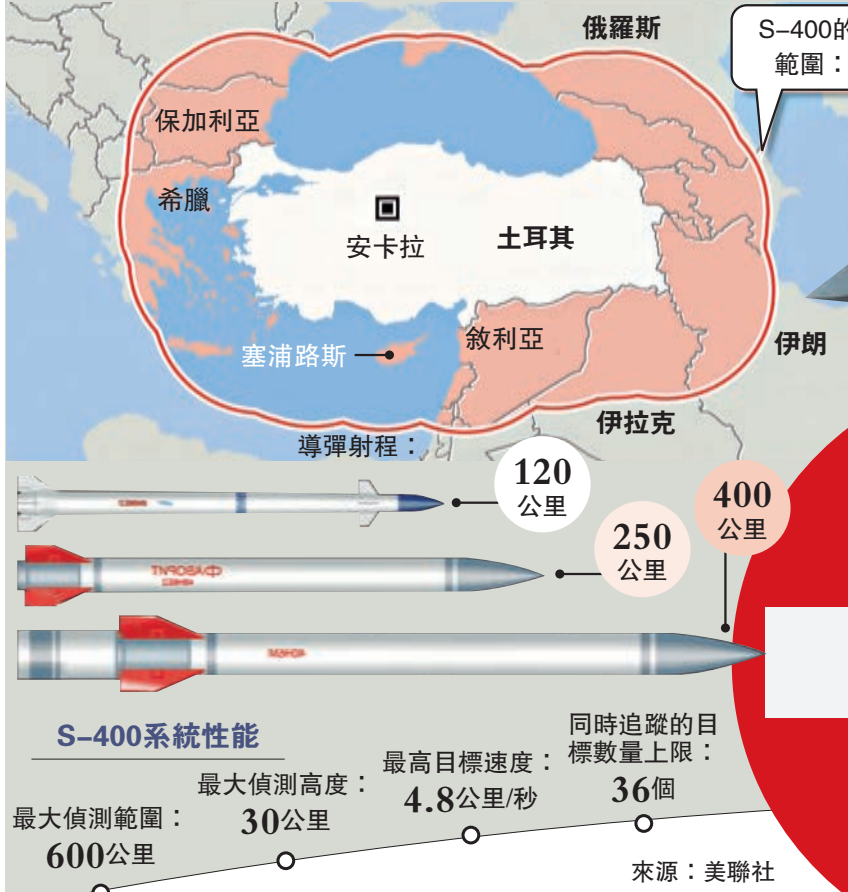 俄羅斯
S–400的
範圍：
保加利亞
希臘
安卡拉
土耳其
塞浦路斯
敘利亞
伊朗
伊拉克
導彈射程：
120
公里
250
公里
400
公里
S–400系統性能
最大偵測範圍：
600公里
最大偵測高度：
30公里
最高目標速度：
4.8公里/秒
同時追蹤的目
標數量上限：
36個
來源：美聯社